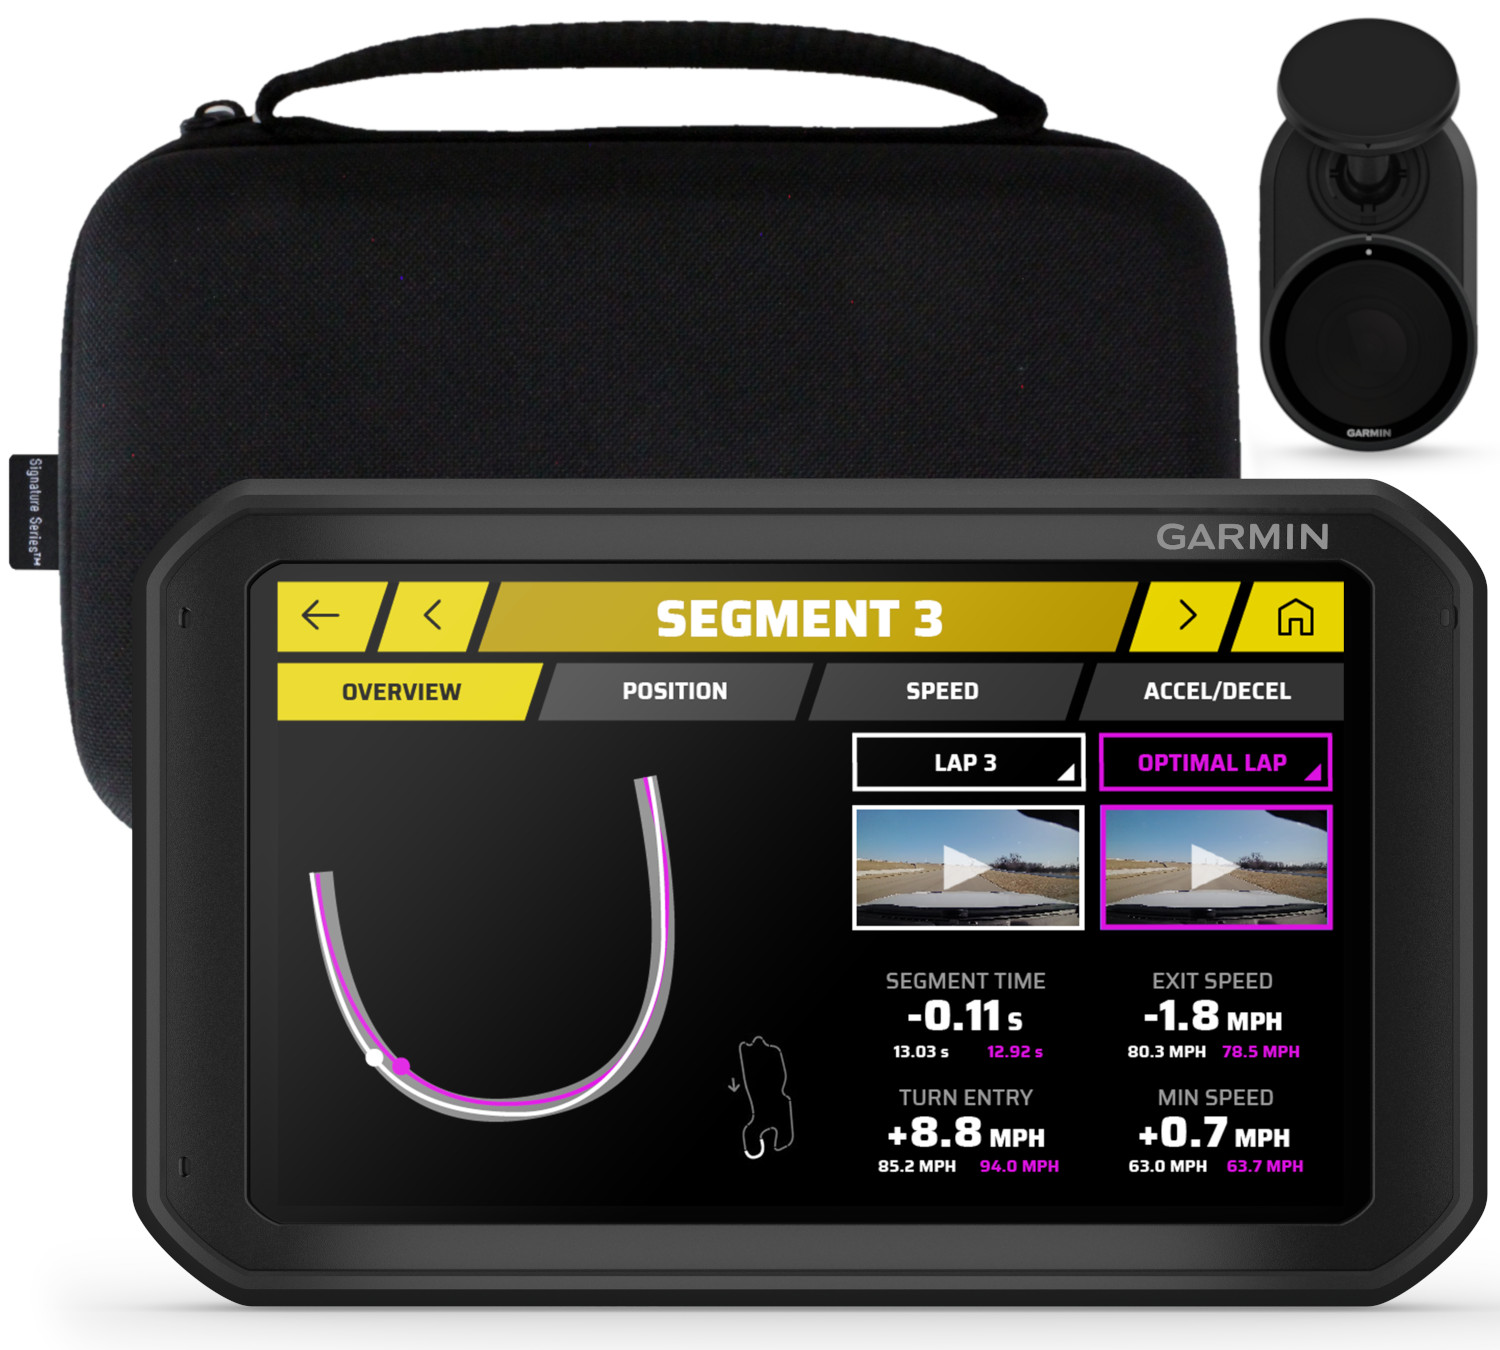 GARMIN
Signature Series™
GARMIN
SEGMENT 3
OVERVIEW POSITION SPEED ACCEL/DECEL
LAP 3 OPTIMAL LAP
SEGMENT TIME EXIT SPEED
-0.11 S -1.8 MPH
13.03 s 12.92 s 80.3 MPH 78.5 MPH
TURN ENTRY MIN SPEED
+8.8 MPH +0.7 MPH
85.2 MPH 94.0 MPH 63.0 MPH 63.7 MPH